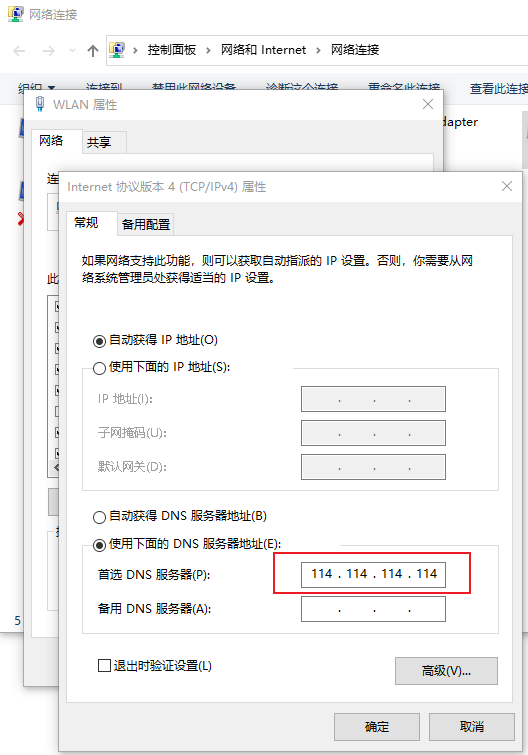 网络连接
控制面板 > 网络和 Internet > 网络连接
组织 连接到 禁用此网络设备 诊断这个连接 重命名此连接 查看此连接
WLAN 属性
dapter
网络 共享
连
Internet 协议版本 4 (TCP/IPv4) 属性
常规 备用配置
如果网络支持此功能，则可以获取自动指派的 IP 设置。否则，你需要从网
络系统管理员处获得适当的 IP 设置。
此
自动获得 IP 地址(O)
使用下面的 IP 地址(S):
IP 地址(I):
子网掩码(U):
默认网关(D):
自动获得 DNS 服务器地址(B)
使用下面的 DNS 服务器地址(E):
首选 DNS 服务器(P): 114 . 114 . 114 . 114
备用 DNS 服务器(A):
5
退出时验证设置(L)
高级(V)...
确定 取消